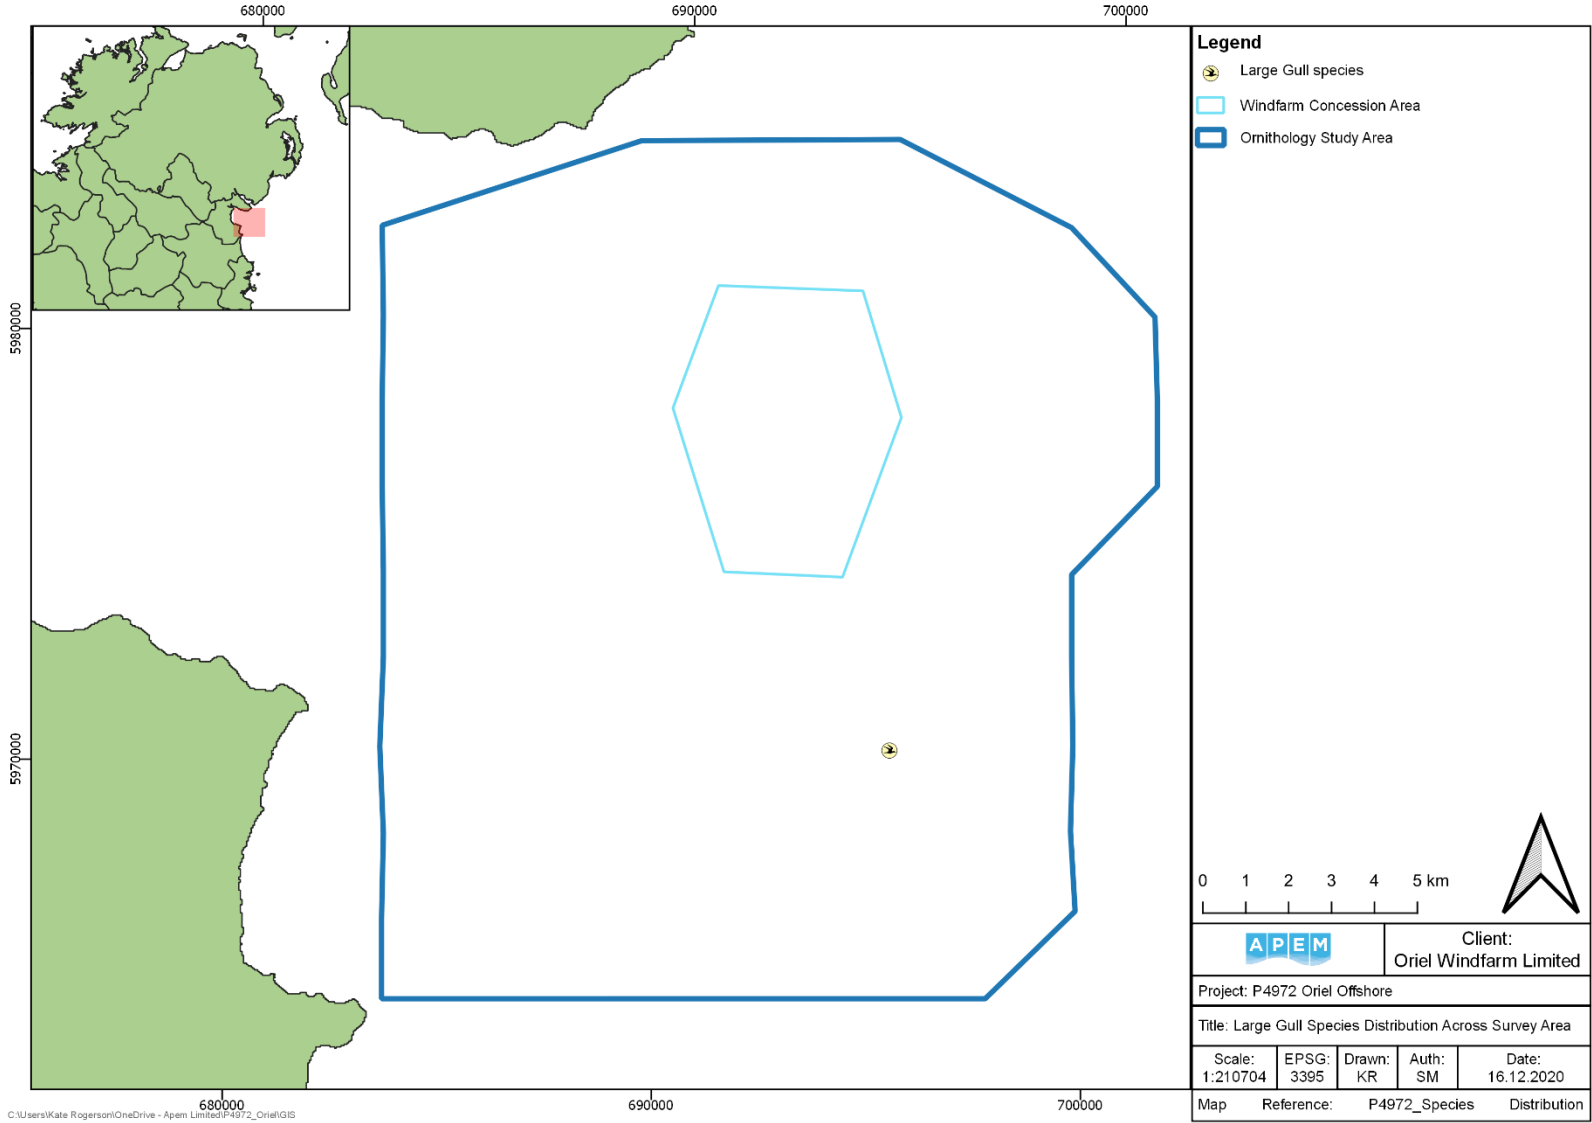 680000
690000
700000
5980000
5970000
Legend
Large Gull species
Windfarm Concession Area
Ornithology Study Area
0 1 2 3 4 5 km
APEM
Client:
Oriel Windfarm Limited
Project: P4972 Oriel Offshore
Title: Large Gull Species Distribution Across Survey Area
Scale:
1:210704
EPSG:
3395
Drawn:
KR
Auth:
SM
Date:
16.12.2020
Map Reference: P4972_Species Distribution
680000
690000
700000
C:\Users\Kate Rogerson\OneDrive - Apem Limited\P4972_Oriel\GIS